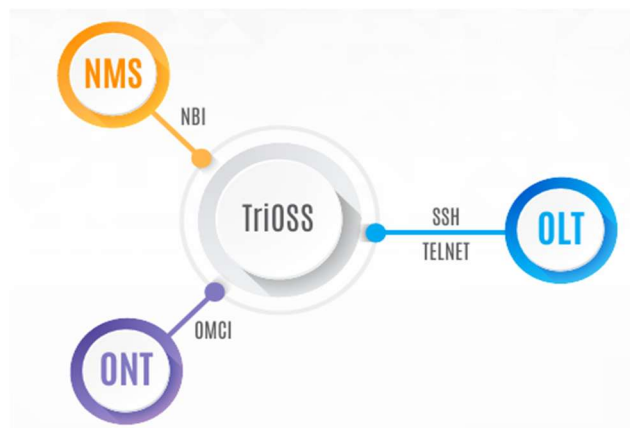 NMS
NBI
TriOSS
SSH
TELNET
OLT
OMCI
ONT